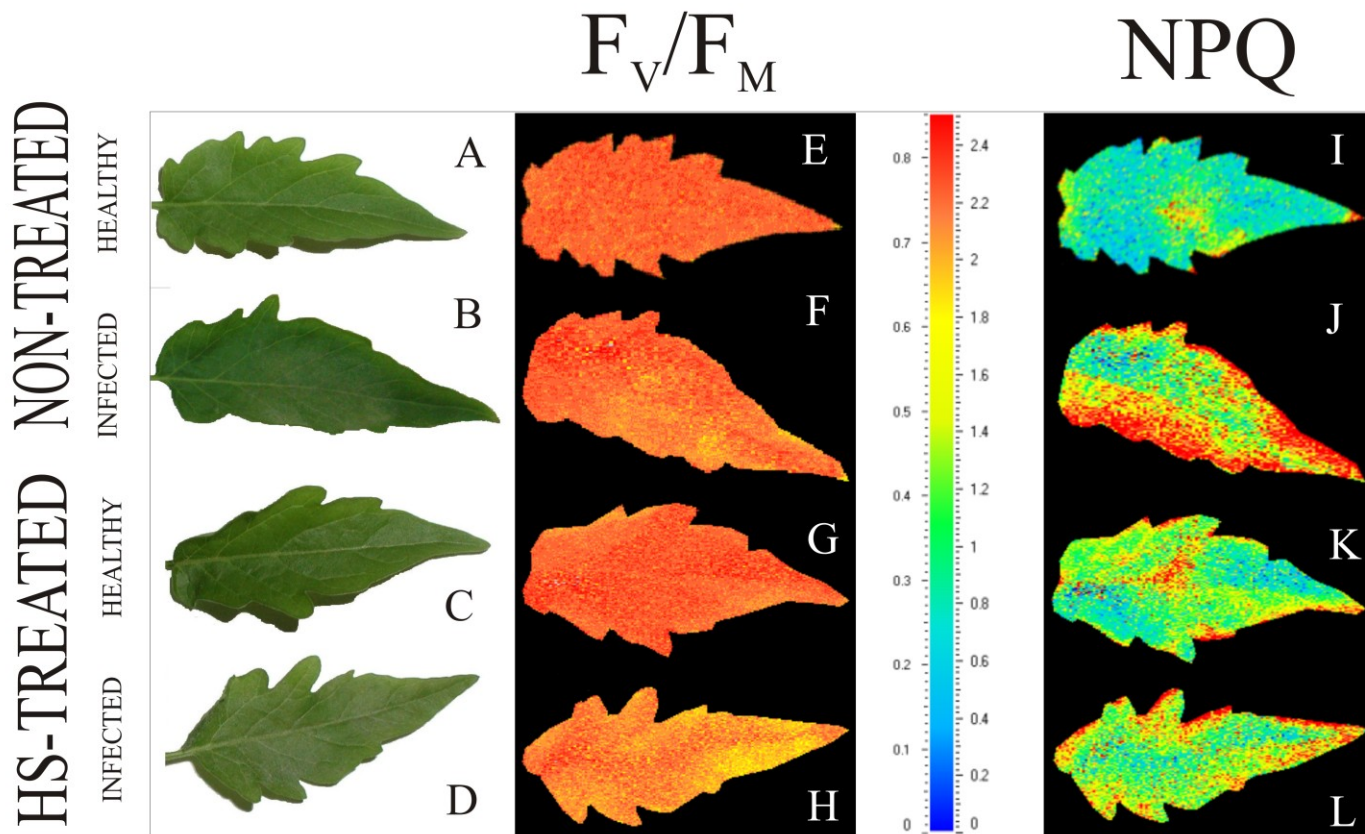 Fv/FM
NPQ
NON-TREATED
HEALTHY
INFECTED
HS-TREATED
HEALTHY
INFECTED
A
B
C
D
E
F
G
H
0.8
0.7
0.6
0.5
0.4
0.3
0.2
0.1
0
2.4
2.2
2
1.8
1.6
1.4
1.2
1
0.8
0.6
0.4
0.2
0
I
J
K
L